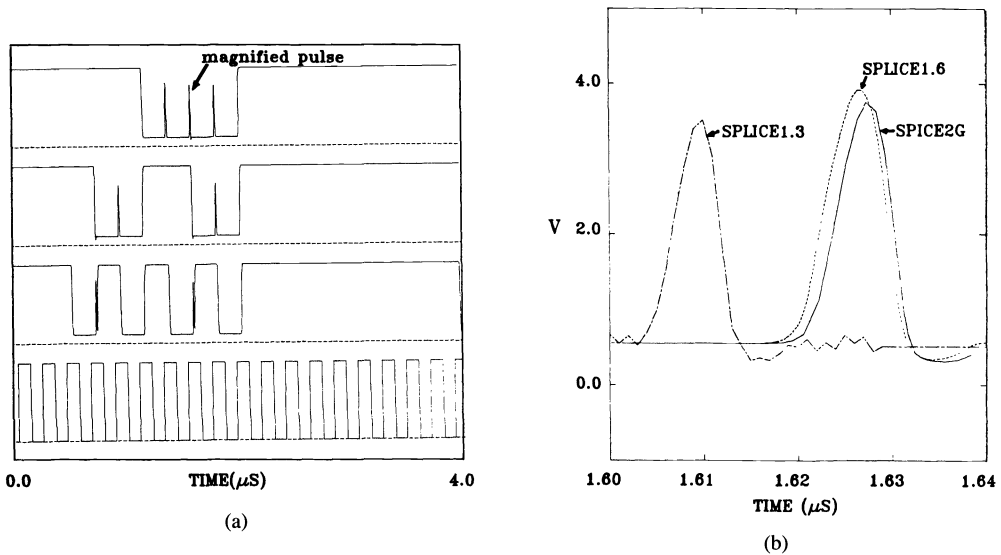 magnified pulse
0.0
TIME(μS)
4.0
(a)
4.0
2.0
0.0
V
SPLICE1.6
SPLICE1.3
SPICE2G
1.60
1.61
1.62
1.63
1.64
TIME (μS)
(b)